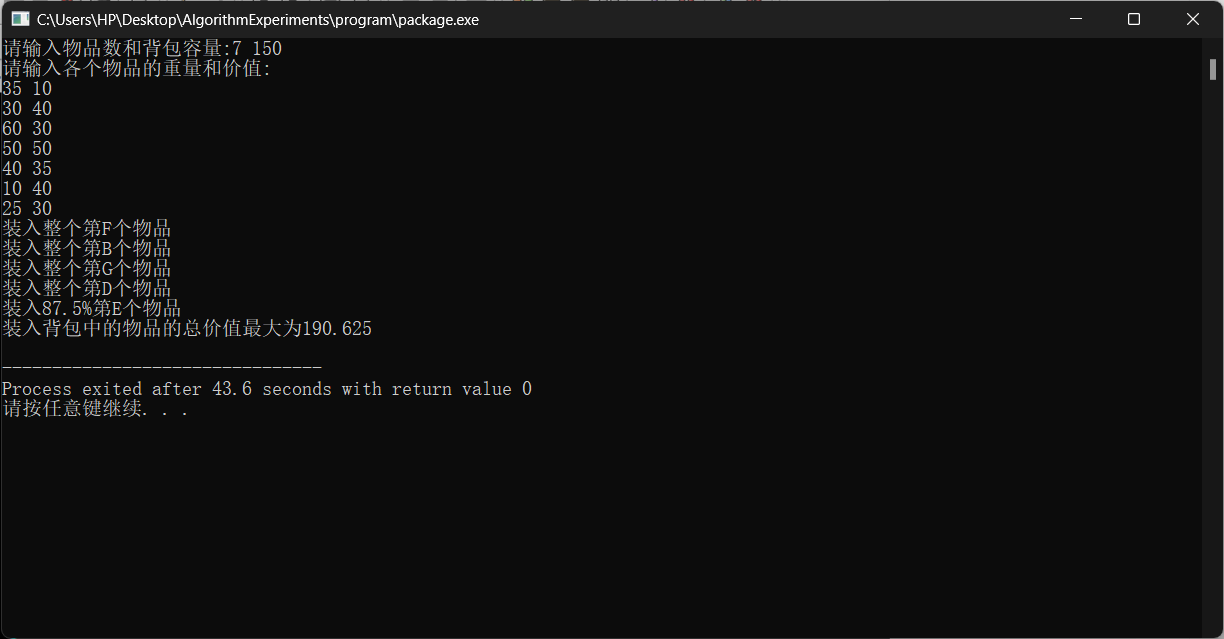 C:\Users\HP\Desktop\AlgorithmExperiments\program\package.exe
请输入物品数和背包容量:7 150
请输入各个物品的重量和价值:
35 10
30 40
60 30
50 50
40 35
10 40
25 30
装入整个第F个物品
装入整个第B个物品
装入整个第G个物品
装入整个第D个物品
装入87.5%第E个物品
装入背包中的物品的总价值最大为190.625
--------------------------------
Process exited after 43.6 seconds with return value 0
请按任意键继续. . .